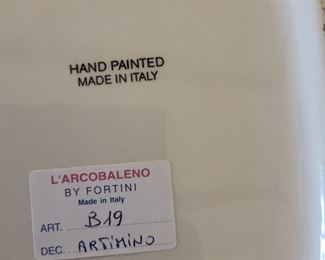 HAND PAINTED
MADE IN ITALY
L'ARCOBALENO
BY FORTINI
Made in Italy
ART. B19
DEC. ARTIMINO